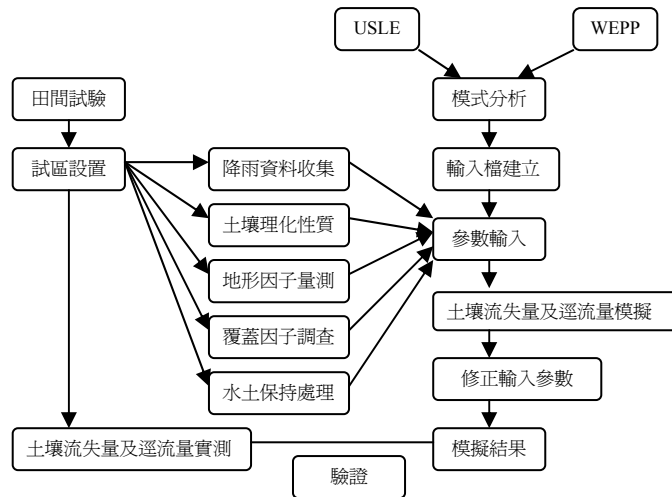 USLE
WEPP
田間試驗
模式分析
試區設置
降雨資料收集
輸入檔建立
土壤理化性質
參數輸入
地形因子量測
土壤流失量及逕流量模擬
覆蓋因子調查
修正輸入參數
水土保持處理
土壤流失量及逕流量實測
模擬結果
驗證